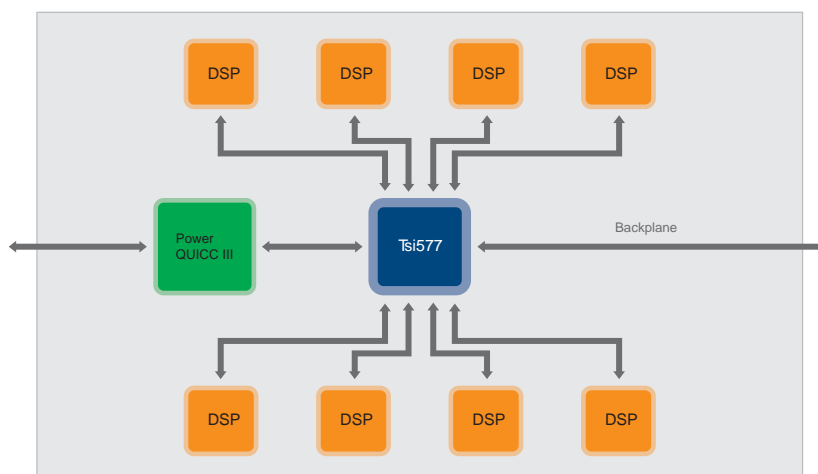 DSP
DSP
DSP
DSP
Power
QUICC III
Tsi577
Backplane
DSP
DSP
DSP
DSP